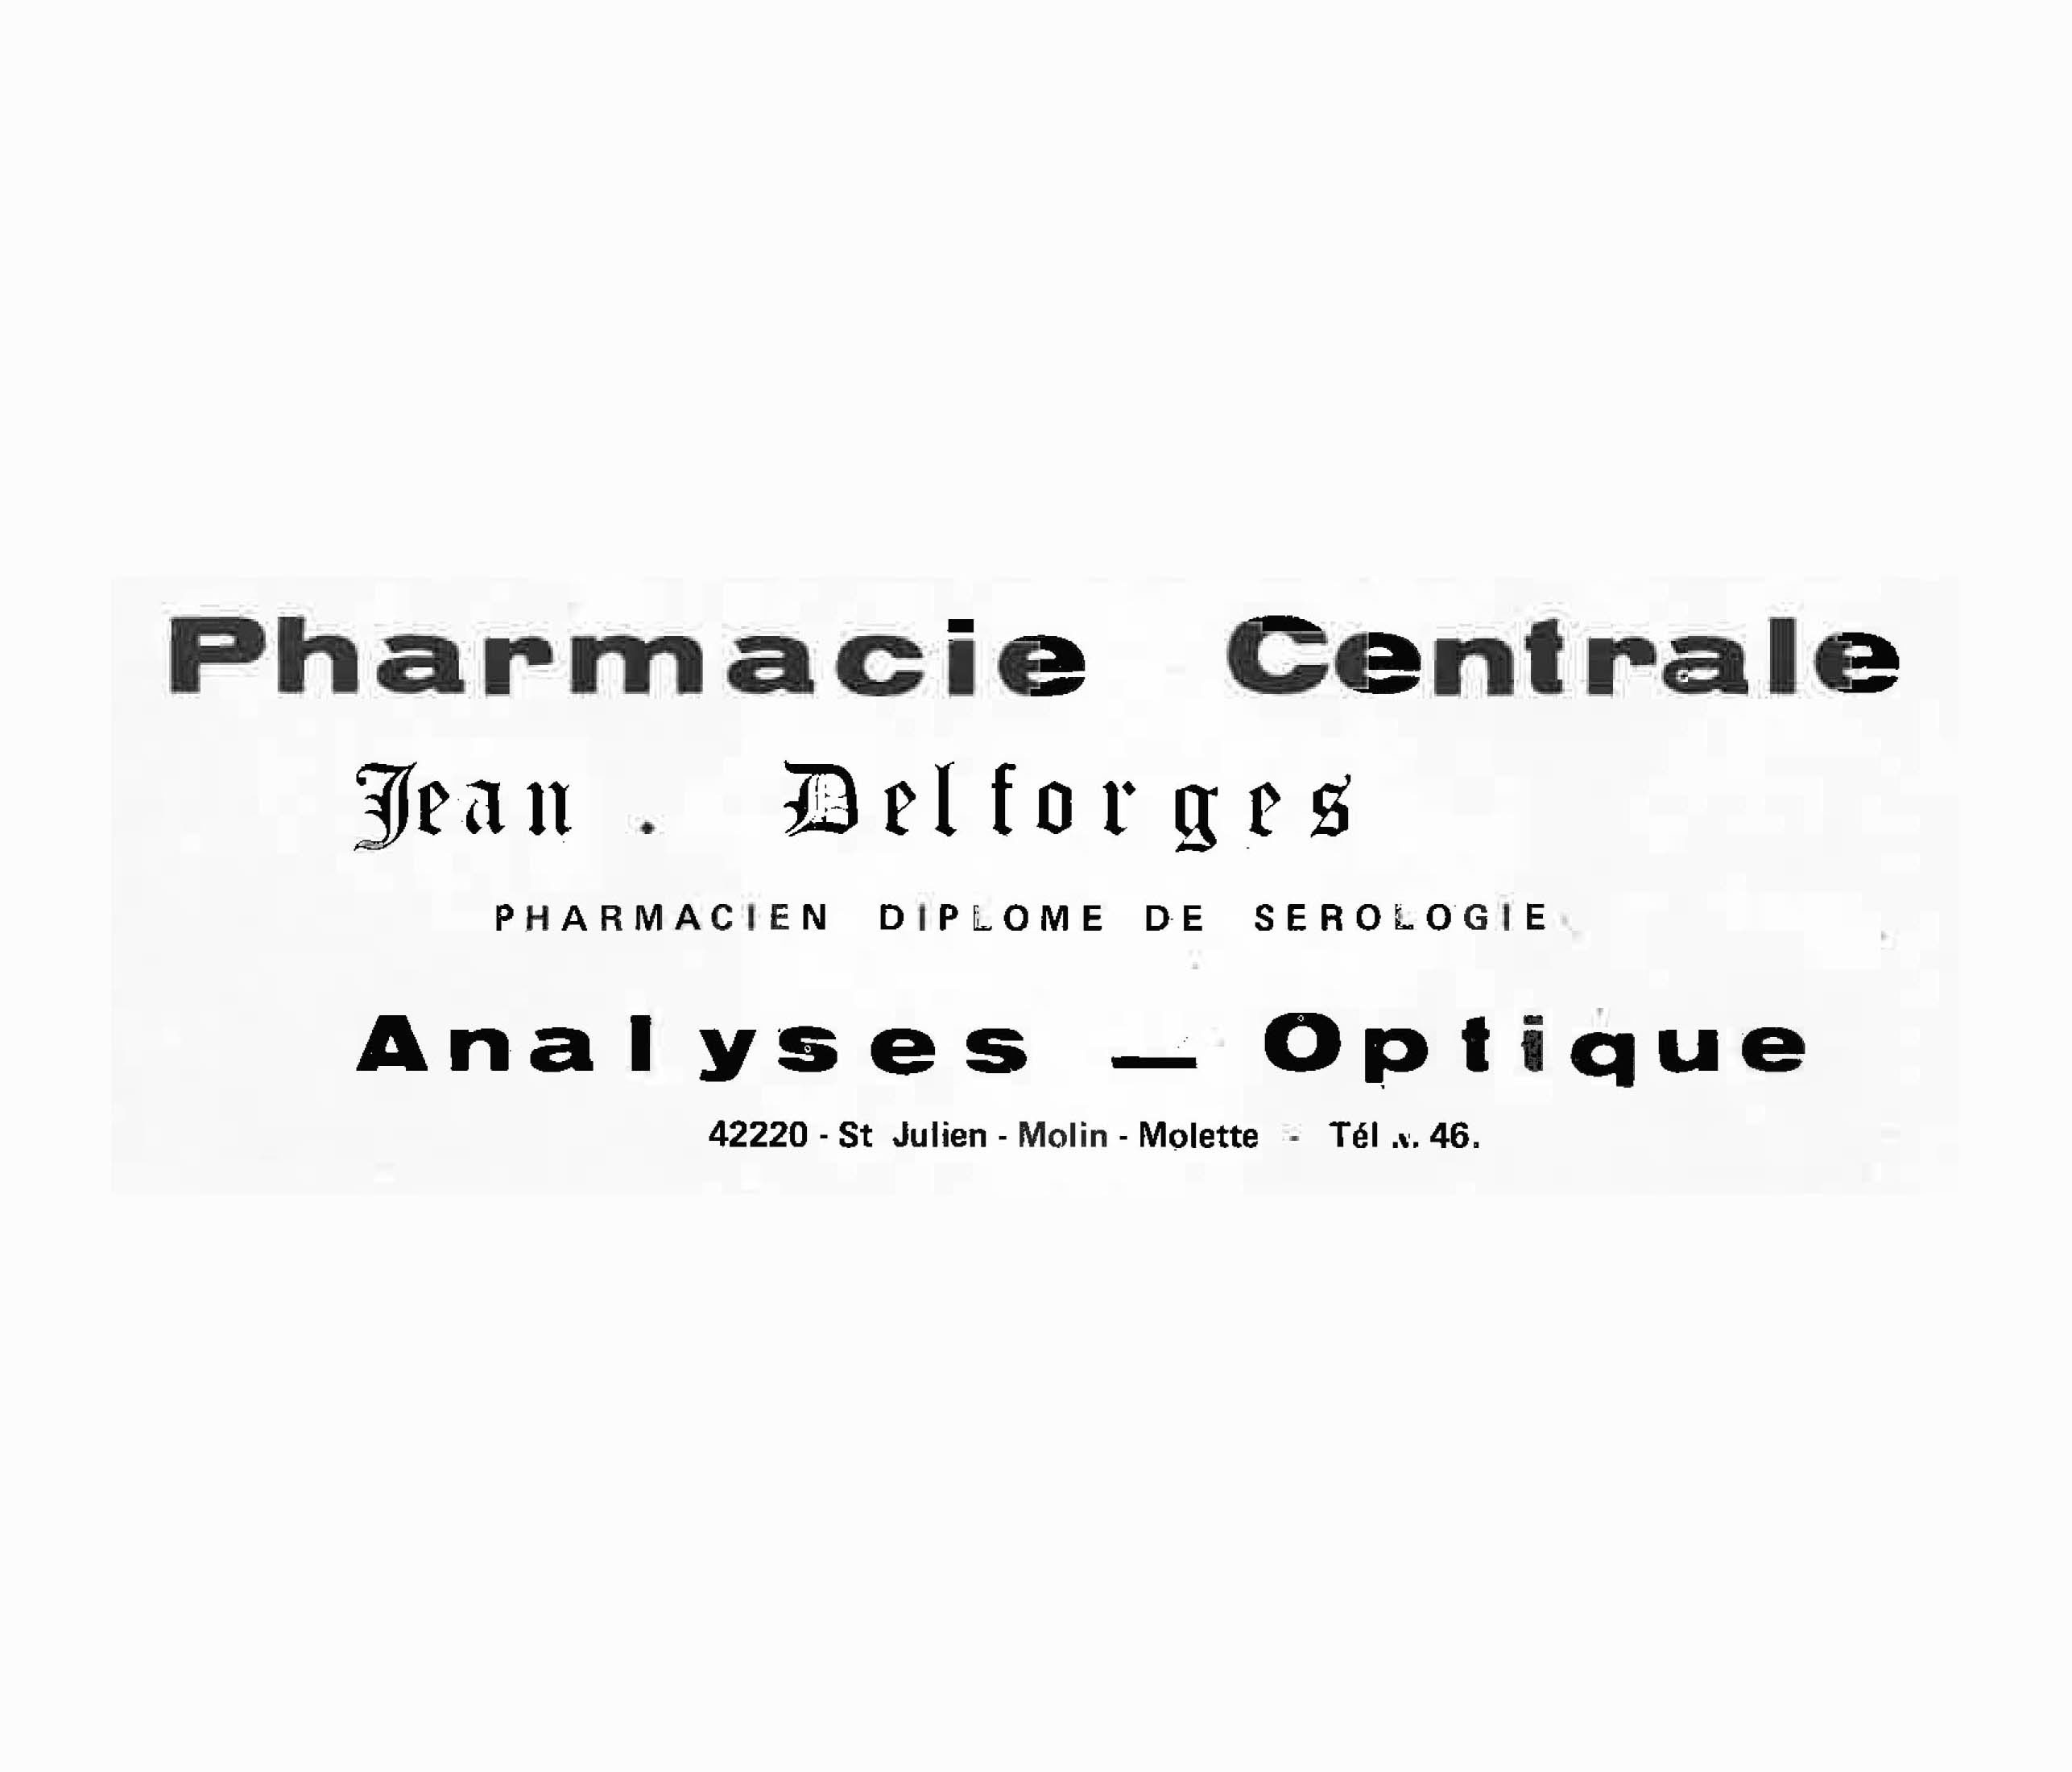 Pharmacie Centrale
Jean . Delforges
PHARMACIEN DIPLOME DE SEROLOGIE
Analyses — Optique
42220 - St Julien - Molin - Molette - Tél 46.